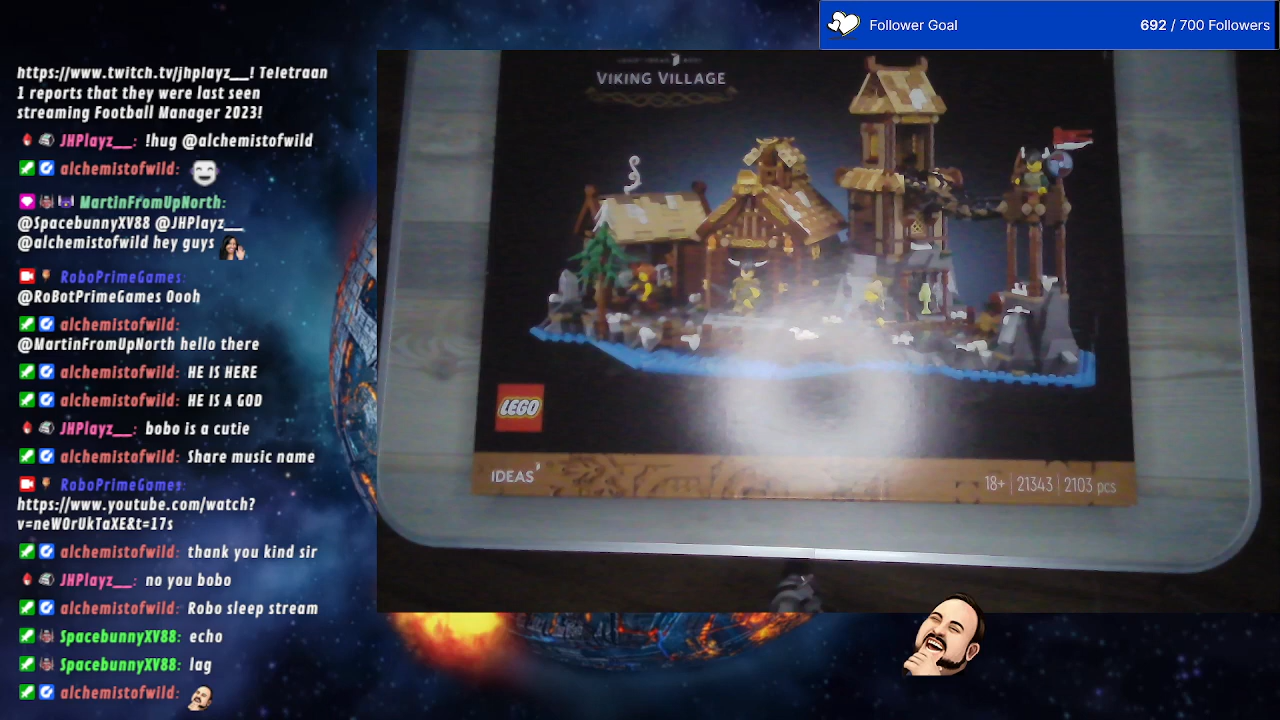 Follower Goal
692 / 700 Followers
https://www.twitch.tv/jhplayz__! Teletraan
1 reports that they were last seen
streaming Football Manager 2023!
JHPlayz__: !hug @alchemistofwild
alchemistofwild:
MartinFromUpNorth:
@SpacebunnyXV88 @JHPlayz__
@alchemistofwild hey guys
RoboPrimeGames:
@RoBotPrimeGames Oooh
alchemistofwild:
@MartinFromUpNorth hello there
alchemistofwild: HE IS HERE
alchemistofwild: HE IS A GOD
JHPlayz__: bobo is a cutie
alchemistofwild: Share music name
RoboPrimeGames:
https://www.youtube.com/watch?
v=neW0rUkTaXE&t=17s
alchemistofwild: thank you kind sir
JHPlayz__: no you bobo
alchemistofwild: Robo sleep stream
SpacebunnyXV88: echo
SpacebunnyXV88: lag
alchemistofwild:
VIKING VILLAGE
LEGO
IDEAS
18+ | 21343 | 2103 pcs